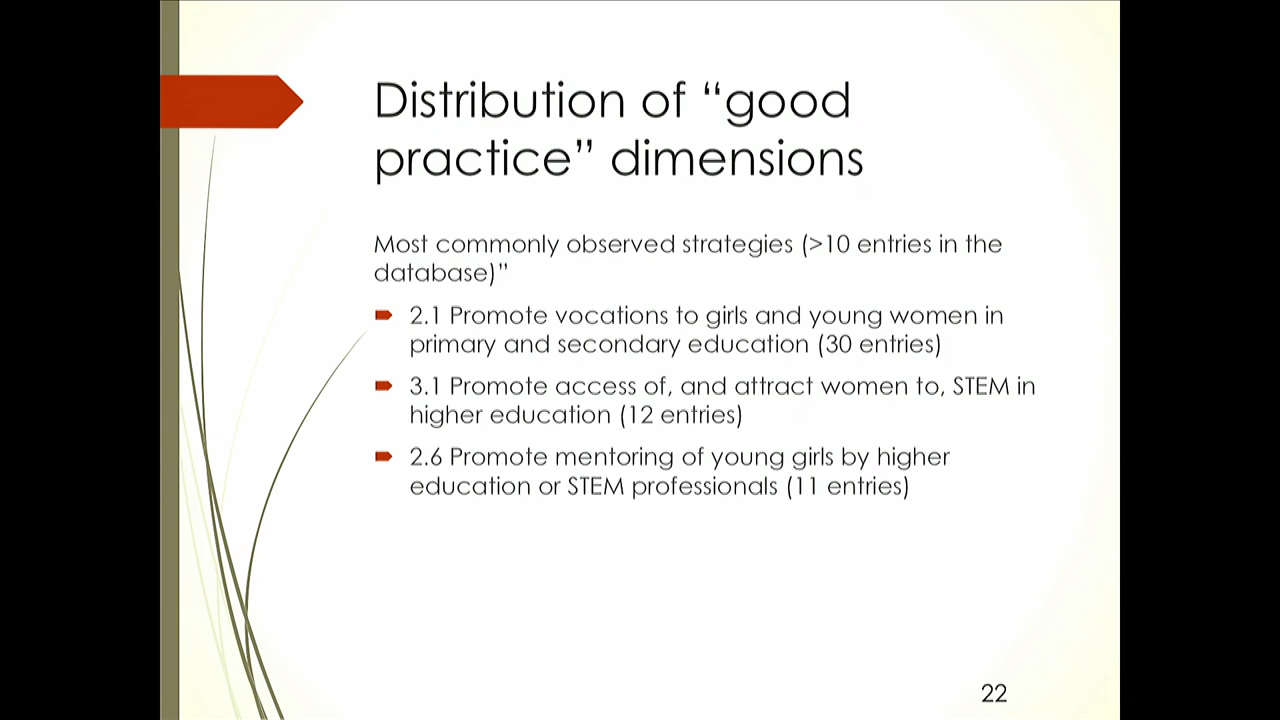 Distribution of “good
practice” dimensions
Most commonly observed strategies (>10 entries in the
database)”
2.1 Promote vocations to girls and young women in
primary and secondary education (30 entries)
3.1 Promote access of, and attract women to, STEM in
higher education (12 entries)
2.6 Promote mentoring of young girls by higher
education or STEM professionals (11 entries)
22